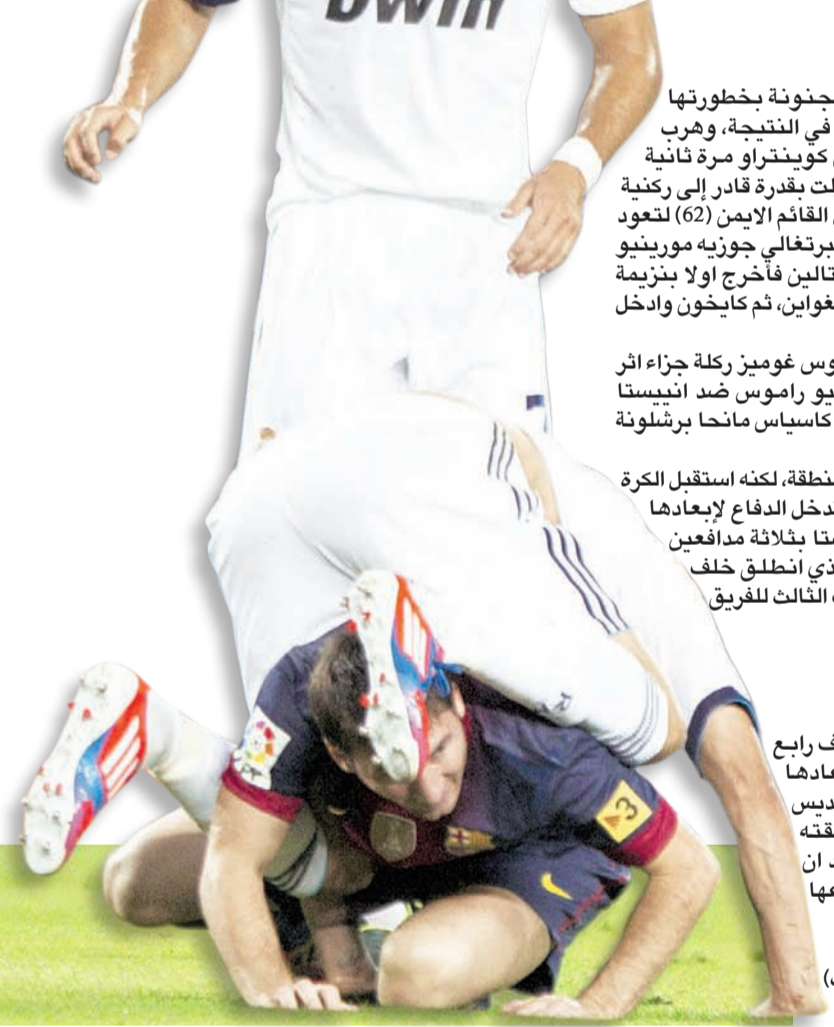 bwin
جنونة بخطورتها
في النتيجة، وهرب
كوينتراو مرة ثانية
لت بقدرة قادر إلى ركنية
القائم الايمن (62) لتعود
برتغالي جوزيه مورينيو
تالين فأخرج اولا بنزيمة
غواين، ثم كايخون وادخل
وس غوميز ركلة جزاء اثر
يو راموس ضد انييستا
كاسياس مانحا برشلونة
نطقة، لكنه استقبل الكرة
دخل الدفاع لإبعادها
تا بثلاثة مدافعين
ذي انطلق خلف
الثالث للفريق
ف رابع
عادها
ديس
قته
د ان
عها
3